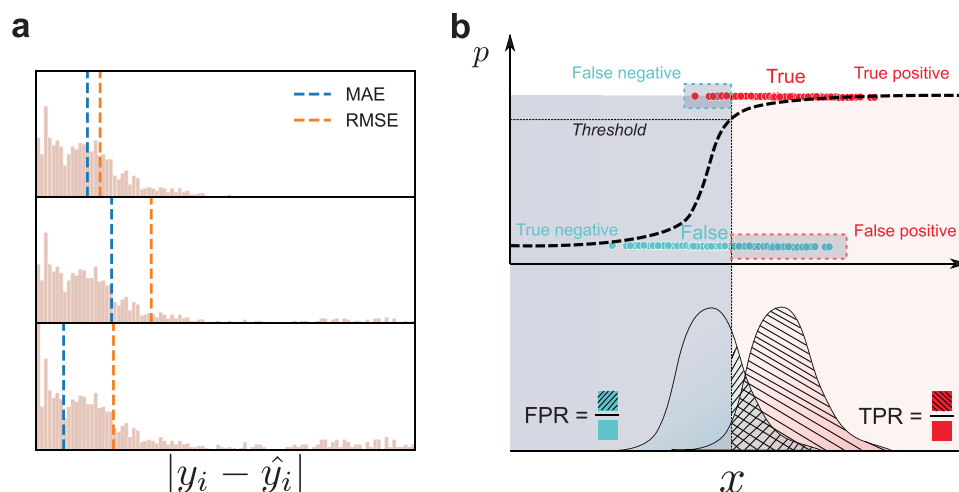 a
MAE
RMSE
|y_i − ŷ_i|
b
p
False negative
True
True positive
Threshold
True negative
False
False positive
FPR =
TPR =
x